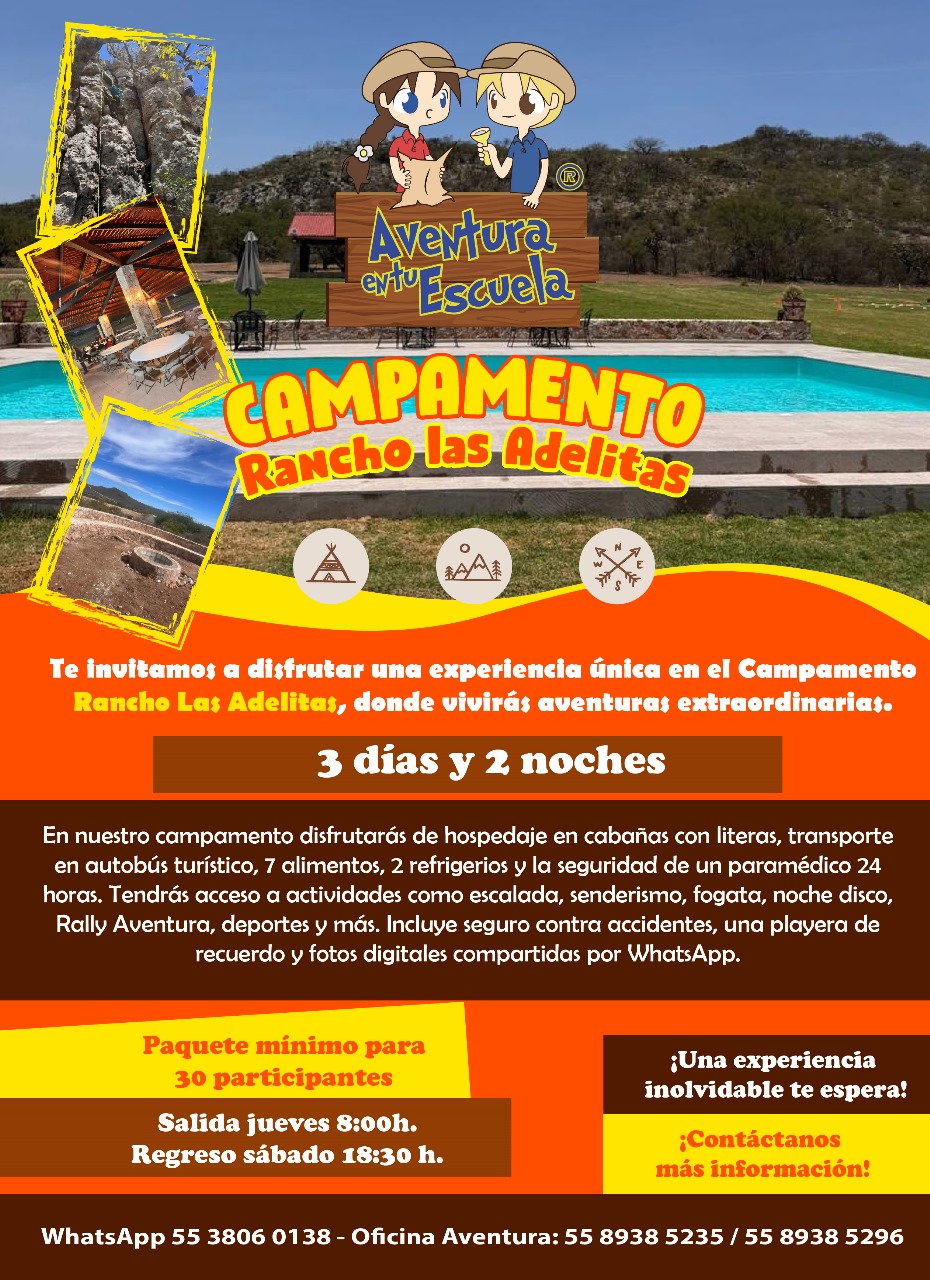 ®
Aventura
en tu Escuela
CAMPAMENTO
Rancho las Adelitas
N
W E
S
Te invitamos a disfrutar una experiencia única en el Campamento
Rancho Las Adelitas, donde vivirás aventuras extraordinarias.
3 días y 2 noches
En nuestro campamento disfrutarás de hospedaje en cabañas con literas, transporte
en autobús turístico, 7 alimentos, 2 refrigerios y la seguridad de un paramédico 24
horas. Tendrás acceso a actividades como escalada, senderismo, fogata, noche disco,
Rally Aventura, deportes y más. Incluye seguro contra accidentes, una playera de
recuerdo y fotos digitales compartidas por WhatsApp.
Paquete mínimo para
30 participantes
Salida jueves 8:00h.
Regreso sábado 18:30 h.
¡Una experiencia
inolvidable te espera!
¡Contáctanos
más información!
WhatsApp 55 3806 0138 - Oficina Aventura: 55 8938 5235 / 55 8938 5296